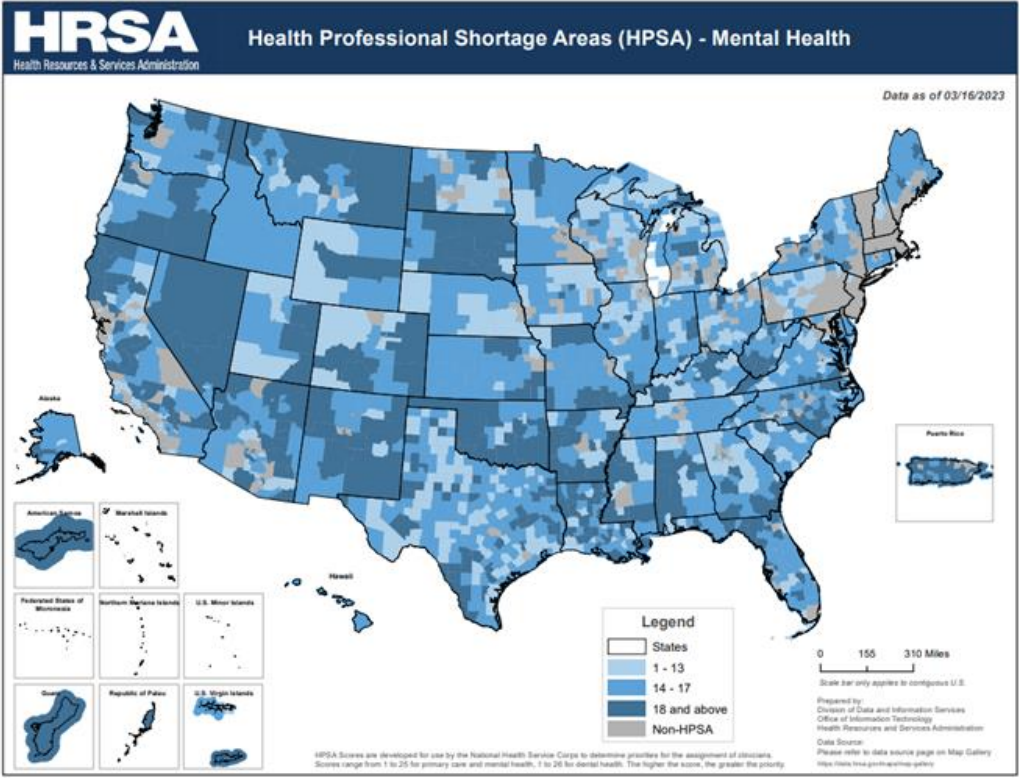 HRSA
Health Resources & Services Administration
Health Professional Shortage Areas (HPSA) - Mental Health
Data as of 03/16/2023
Alaska
Puerto Rico
American Samoa
Marshall Islands
Hawaii
Federated States of
Micronesia
Northern Mariana Islands
U.S. Minor Islands
Guam
Republic of Palau
U.S. Virgin Islands
Legend
States
1 - 13
14 - 17
18 and above
Non-HPSA
0 155 310 Miles
Scale bar only applies to contiguous U.S.
Prepared by:
Division of Data and Information Services
Office of Information Technology
Health Resources and Services Administration
Data Source:
Please refer to data source page on Map Gallery
https://data.hrsa.gov/maps/map-gallery
HPSA Scores are developed for use by the National Health Service Corps to determine priorities for the assignment of clinicians.
Scores range from 1 to 25 for primary care and mental health, 1 to 26 for dental health. The higher the score, the greater the priority.